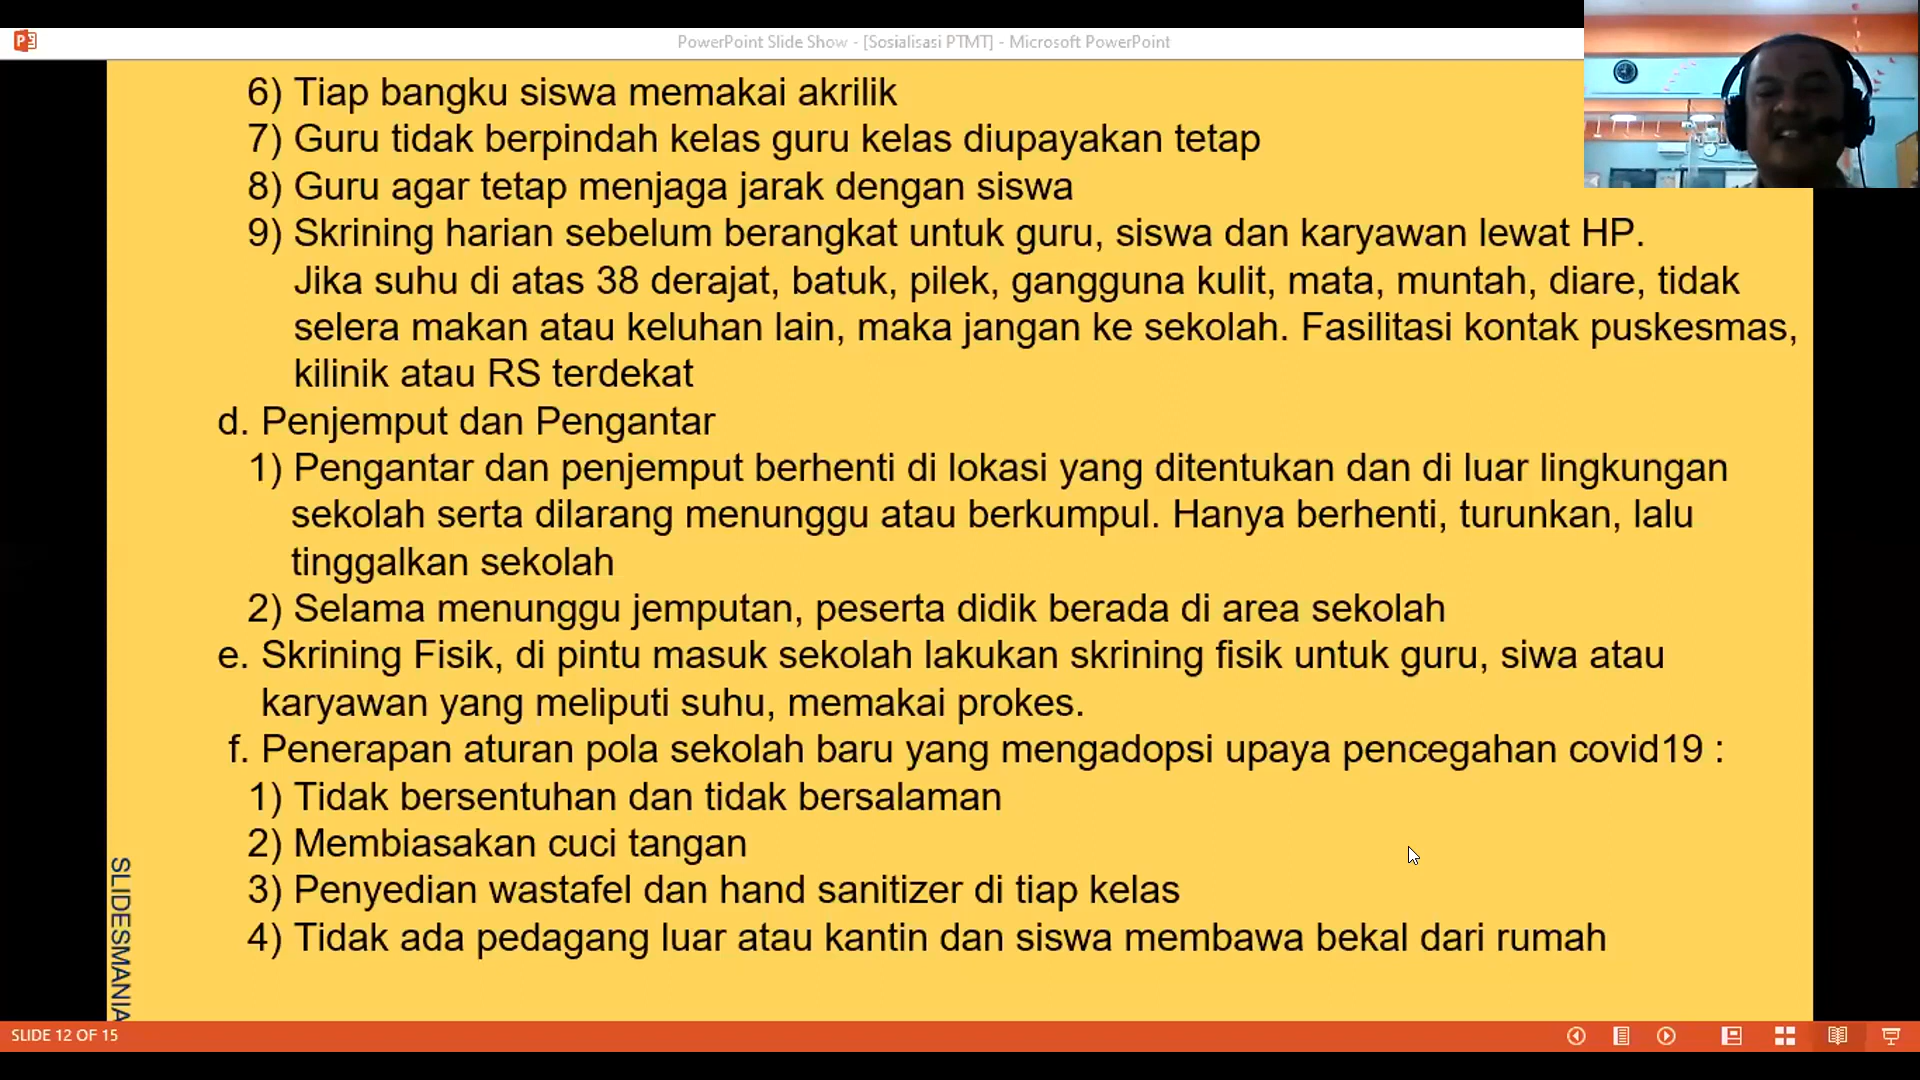 PowerPoint Slide Show - [Sosialisasi PTMT] - Microsoft PowerPoint
6) Tiap bangku siswa memakai akrilik
7) Guru tidak berpindah kelas guru kelas diupayakan tetap
8) Guru agar tetap menjaga jarak dengan siswa
9) Skrining harian sebelum berangkat untuk guru, siswa dan karyawan lewat HP.
Jika suhu di atas 38 derajat, batuk, pilek, gangguna kulit, mata, muntah, diare, tidak
selera makan atau keluhan lain, maka jangan ke sekolah. Fasilitasi kontak puskesmas,
kilinik atau RS terdekat
d. Penjemput dan Pengantar
1) Pengantar dan penjemput berhenti di lokasi yang ditentukan dan di luar lingkungan
sekolah serta dilarang menunggu atau berkumpul. Hanya berhenti, turunkan, lalu
tinggalkan sekolah
2) Selama menunggu jemputan, peserta didik berada di area sekolah
e. Skrining Fisik, di pintu masuk sekolah lakukan skrining fisik untuk guru, siwa atau
karyawan yang meliputi suhu, memakai prokes.
f. Penerapan aturan pola sekolah baru yang mengadopsi upaya pencegahan covid19 :
1) Tidak bersentuhan dan tidak bersalaman
2) Membiasakan cuci tangan
3) Penyedian wastafel dan hand sanitizer di tiap kelas
4) Tidak ada pedagang luar atau kantin dan siswa membawa bekal dari rumah
SLIDESMANIA
SLIDE 12 OF 15